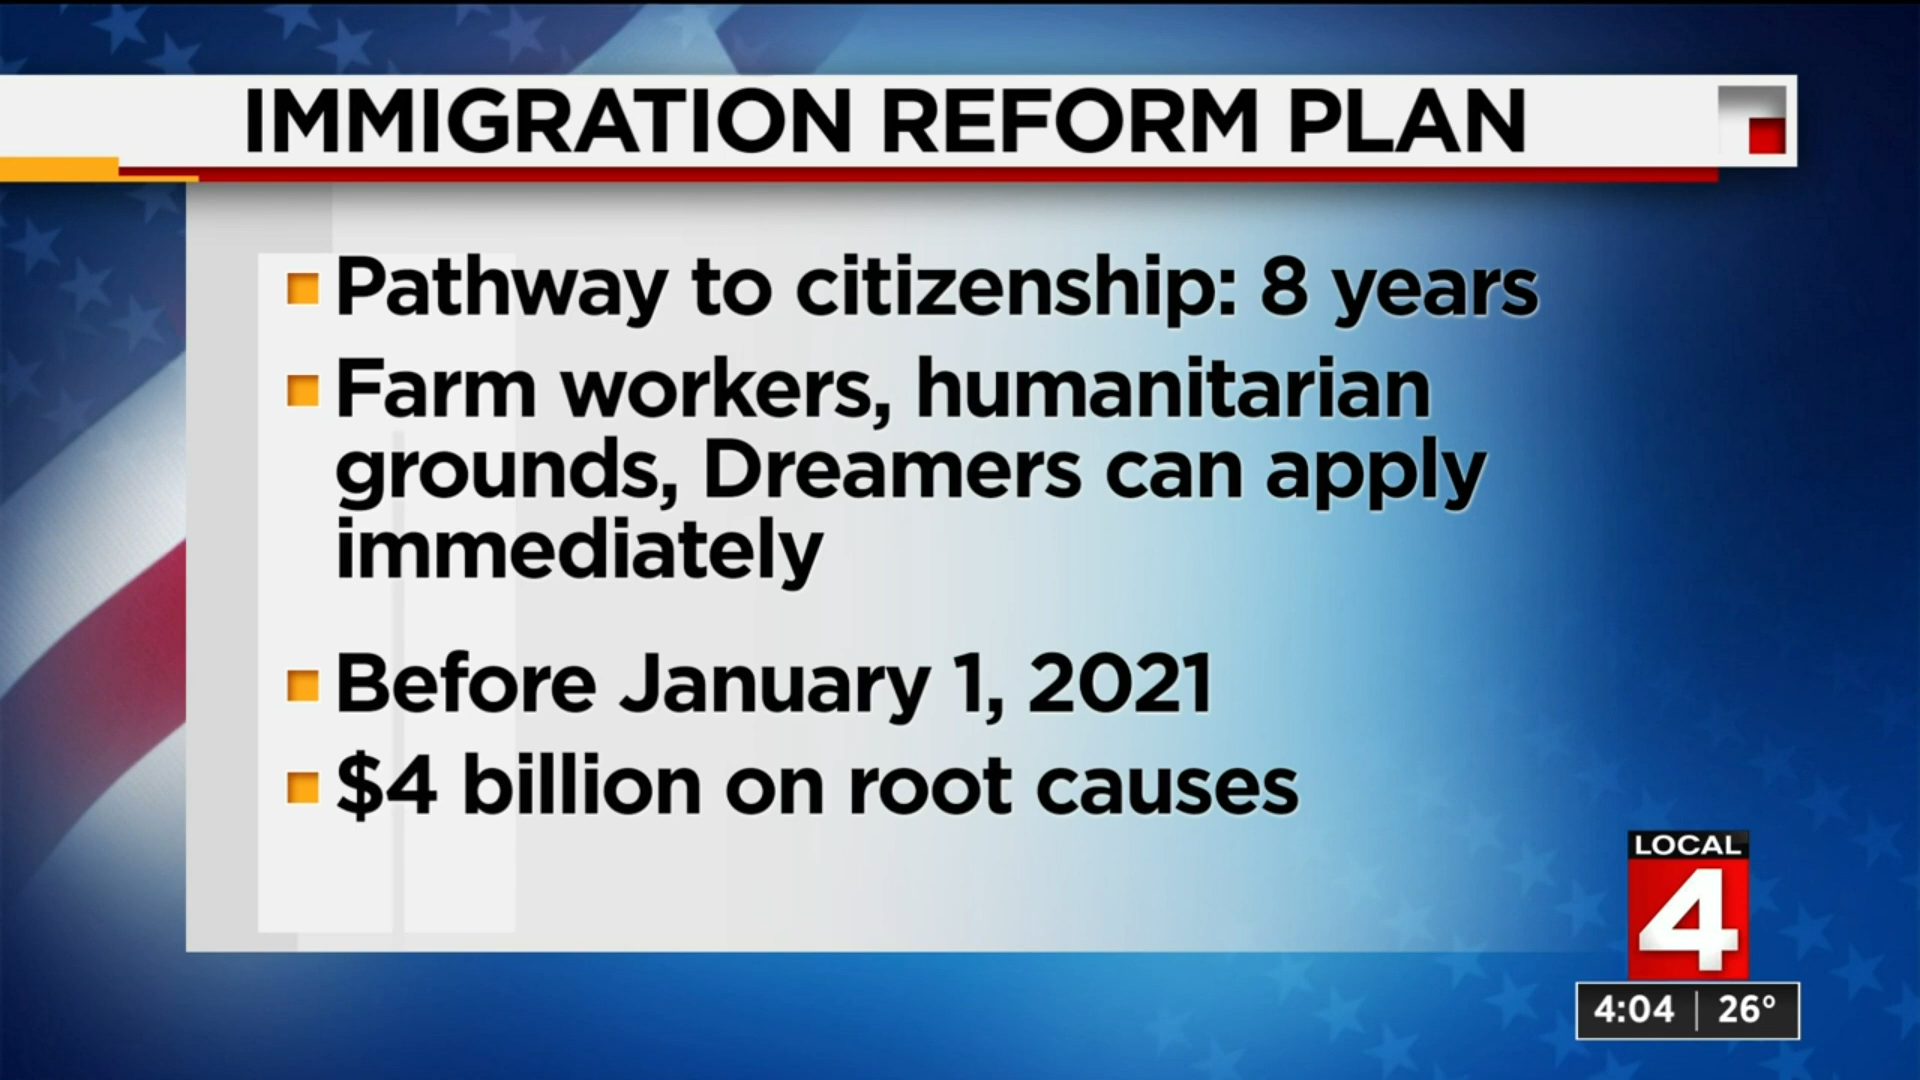 IMMIGRATION REFORM PLAN
Pathway to citizenship: 8 years
Farm workers, humanitarian
grounds, Dreamers can apply
immediately
Before January 1, 2021
$4 billion on root causes
LOCAL
4
4:04 | 26°